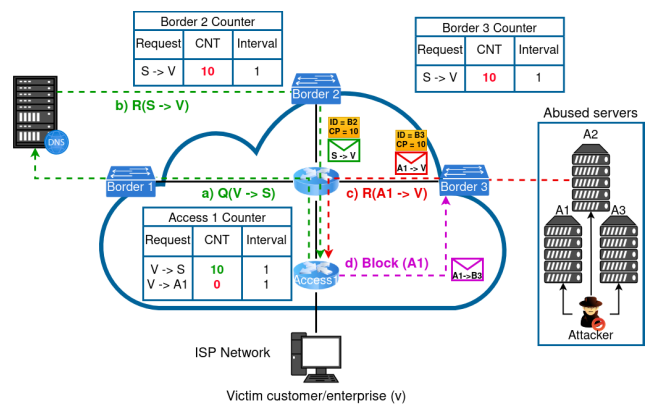 Border 2 Counter
Request CNT Interval
S -> V 10 1
Border 3 Counter
Request CNT Interval
S -> V 10 1
Abused servers
A2
A1
A3
Attacker
DNS
b) R(S -> V)
Border 2
ID = B2
CP = 10
S -> V
ID = B3
CP = 10
A1 -> V
Border 1
Border 3
a) Q(V -> S)
c) R(A1 -> V)
Access 1 Counter
Request CNT Interval
V -> S 10 1
V -> A1 0 1
d) Block (A1)
A1->B3
Access1
ISP Network
Victim customer/enterprise (v)